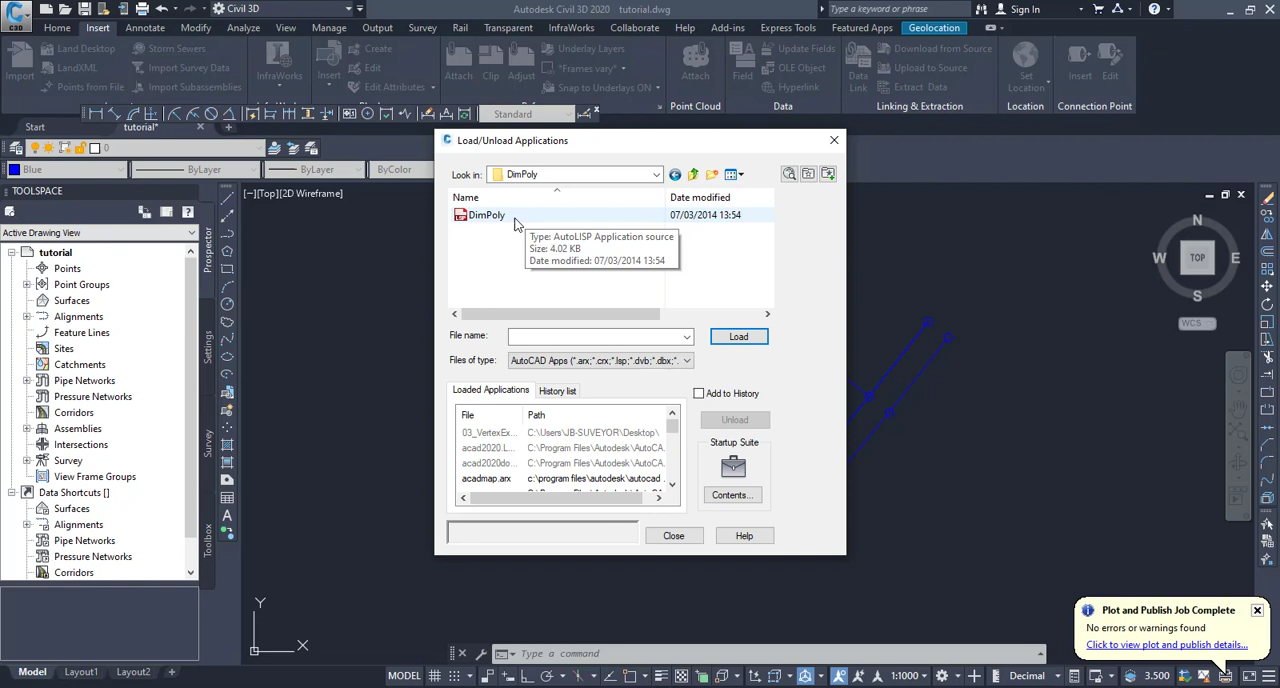 C3D
Civil 3D
Autodesk Civil 3D 2020 tutorial.dwg
Type a keyword or phrase
Sign In
Home Insert Annotate Modify Analyze View Manage Output Survey Rail Transparent InfraWorks Collaborate Help Add-ins Express Tools Featured Apps Geolocation
Import
Land Desktop
LandXML
Points from File
Storm Sewers
Import Survey Data
Import Subassemblies
InfraWorks
Insert
Create
Edit
Edit Attributes
Attach
Clip
Adjust
Underlay Layers
*Frames vary*
Snap to Underlays ON
Attach
Point Cloud
Field
Update Fields
OLE Object
Hyperlink
Data
Data
Link
Download from Source
Upload to Source
Extract Data
Linking & Extraction
Set
Location
Location
Insert
Edit
Connection Point
Standard
Start
tutorial*
0
Blue
ByLayer
ByLayer
ByColor
TOOLSPACE
Active Drawing View
tutorial
Points
Point Groups
Surfaces
Alignments
Feature Lines
Sites
Catchments
Pipe Networks
Pressure Networks
Corridors
Assemblies
Intersections
Survey
View Frame Groups
Data Shortcuts []
Surfaces
Alignments
Pipe Networks
Pressure Networks
Corridors
Prospector
Settings
Survey
Toolbox
[−][Top][2D Wireframe]
Load/Unload Applications
Look in:
DimPoly
Name
Date modified
DimPoly
07/03/2014 13:54
Type: AutoLISP Application source
Size: 4.02 KB
Date modified: 07/03/2014 13:54
File name:
Load
Files of type:
AutoCAD Apps (*.arx;*.crx;*.lsp;*.dvb;*.dbx;*.
Loaded Applications
History list
Add to History
File
Path
03_VertexEx...
C:\Users\JB-SUVEYOR\Desktop\
acad2020.L...
C:\Program Files\Autodesk\AutoCA.
acad2020do...
C:\Program Files\Autodesk\AutoCA.
acadmap.arx
c:\program files\autodesk\autocad
Unload
Startup Suite
Contents...
Close
Help
N
W
TOP
E
S
WCS
Y
X
Type a command
Plot and Publish Job Complete
No errors or warnings found
Click to view plot and publish details...
Model
Layout1
Layout2
MODEL
1:1000
Decimal
3.500